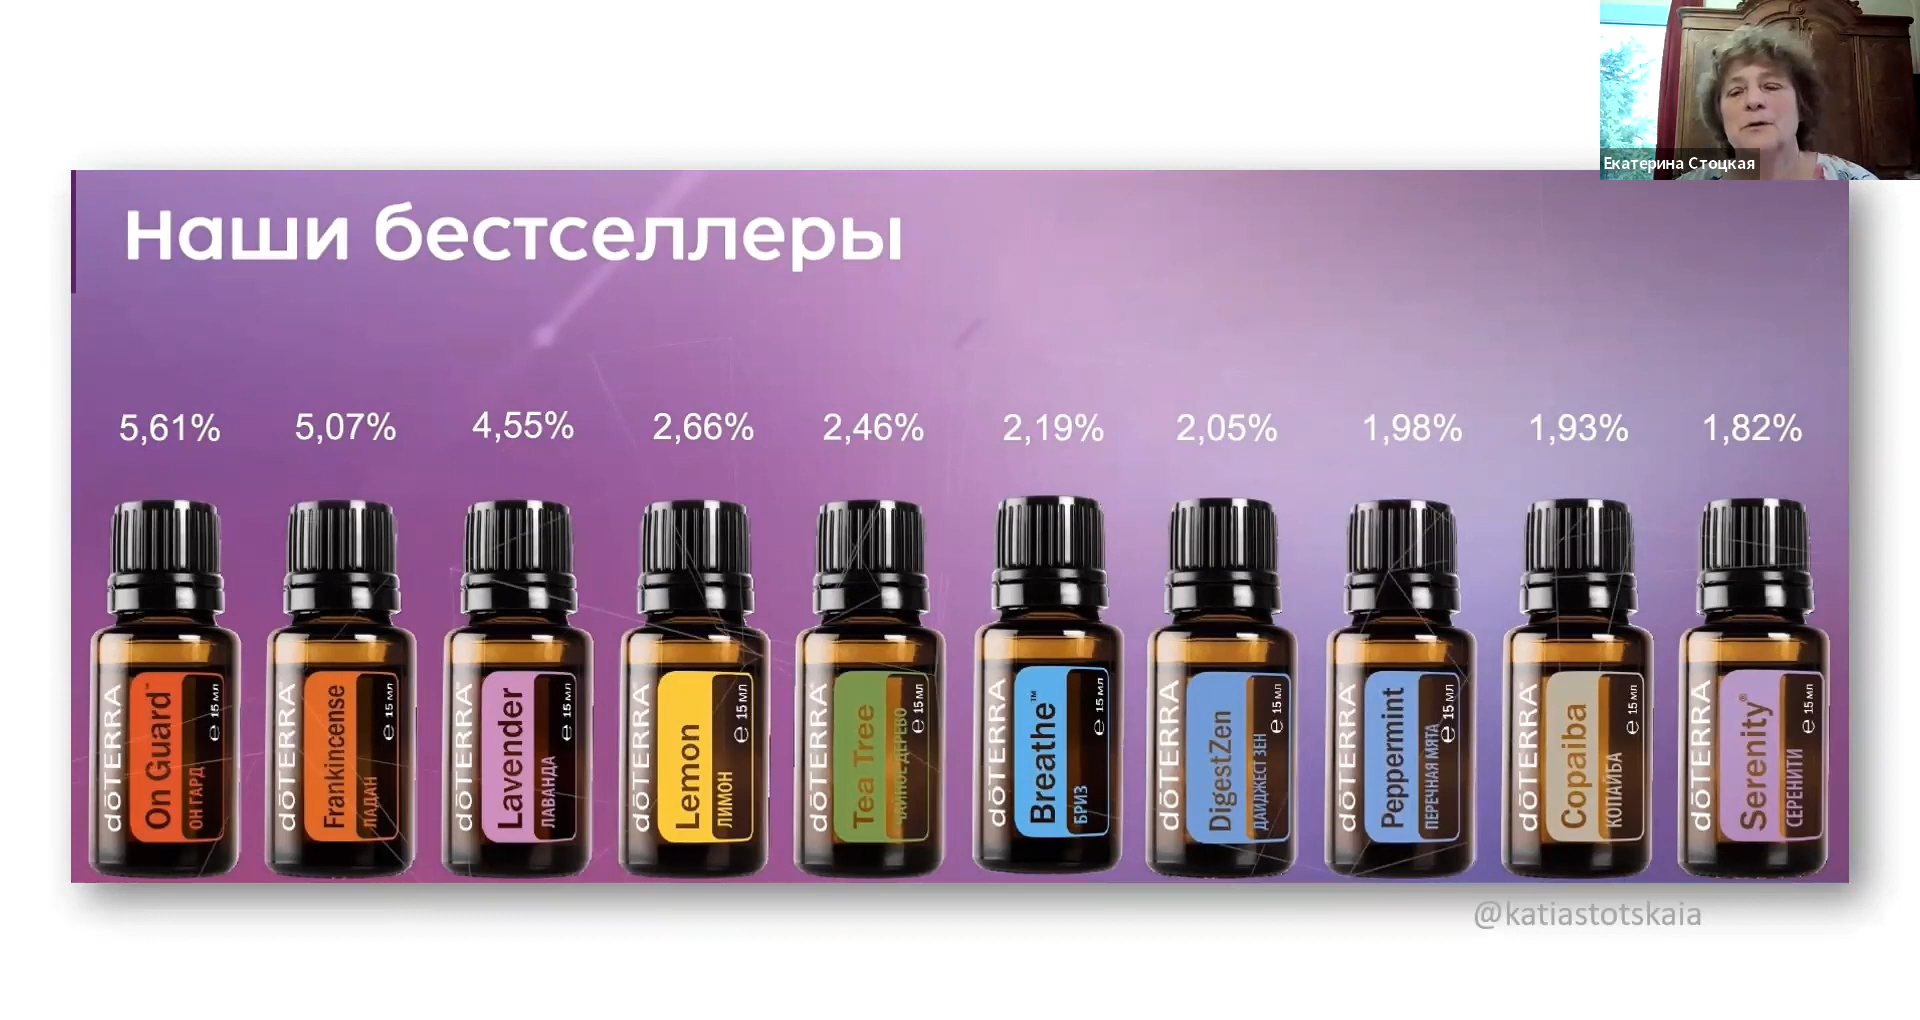 Екатерина Стоцкая
Наши бестселлеры
5,61%
5,07%
4,55%
2,66%
2,46%
2,19%
2,05%
1,98%
1,93%
1,82%
dōTERRA
On Guard™
ОН ГАРД
℮ 15 мл
dōTERRA
Frankincense
ЛАДАН
℮ 15 мл
dōTERRA
Lavender
ЛАВАНДА
℮ 15 мл
dōTERRA
Lemon
ЛИМОН
℮ 15 мл
dōTERRA
Tea Tree
ЧАЙНОЕ ДЕРЕВО
℮ 15 мл
dōTERRA
Breathe™
БРИЗ
℮ 15 мл
dōTERRA
DigestZen
ДАЙДЖЕСТ ЗЕН
℮ 15 мл
dōTERRA
Peppermint
ПЕРЕЧНАЯ МЯТА
℮ 15 мл
dōTERRA
Copaiba
КОПАЙБА
℮ 15 мл
dōTERRA
Serenity®
СЕРЕНИТИ
℮ 15 мл
@katiastotskaia